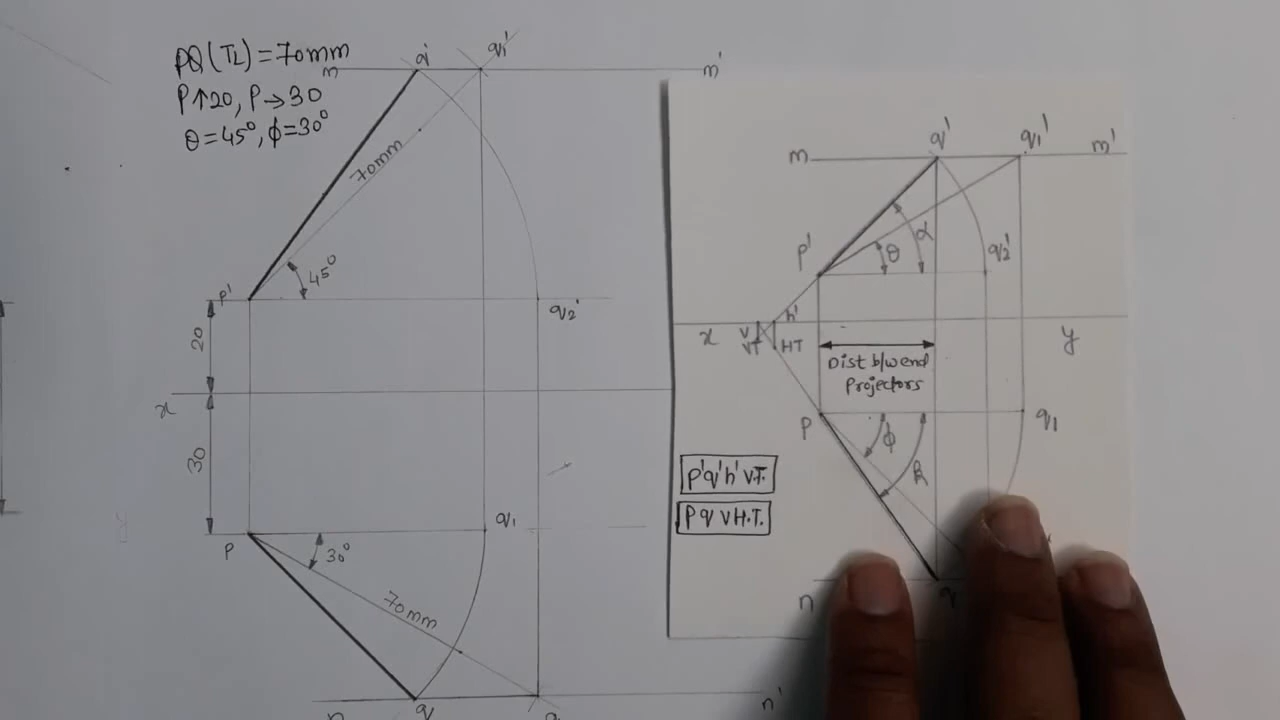 PQ(TL) = 70mm
P↑20, P→30
θ=45°, ϕ=30°
m
q'
q1'
m'
70mm
45°
p'
q2'
20
x
30
p
q1
30°
70mm
n
q
n'
y
m
q'
q1'
m'
p'
θ
α
q2'
h'
x
v
VT
HT
y
Dist b/w end
Projectors
p
q1
ϕ
β
p'q'h'V.T.
pqvH.T.
n
q